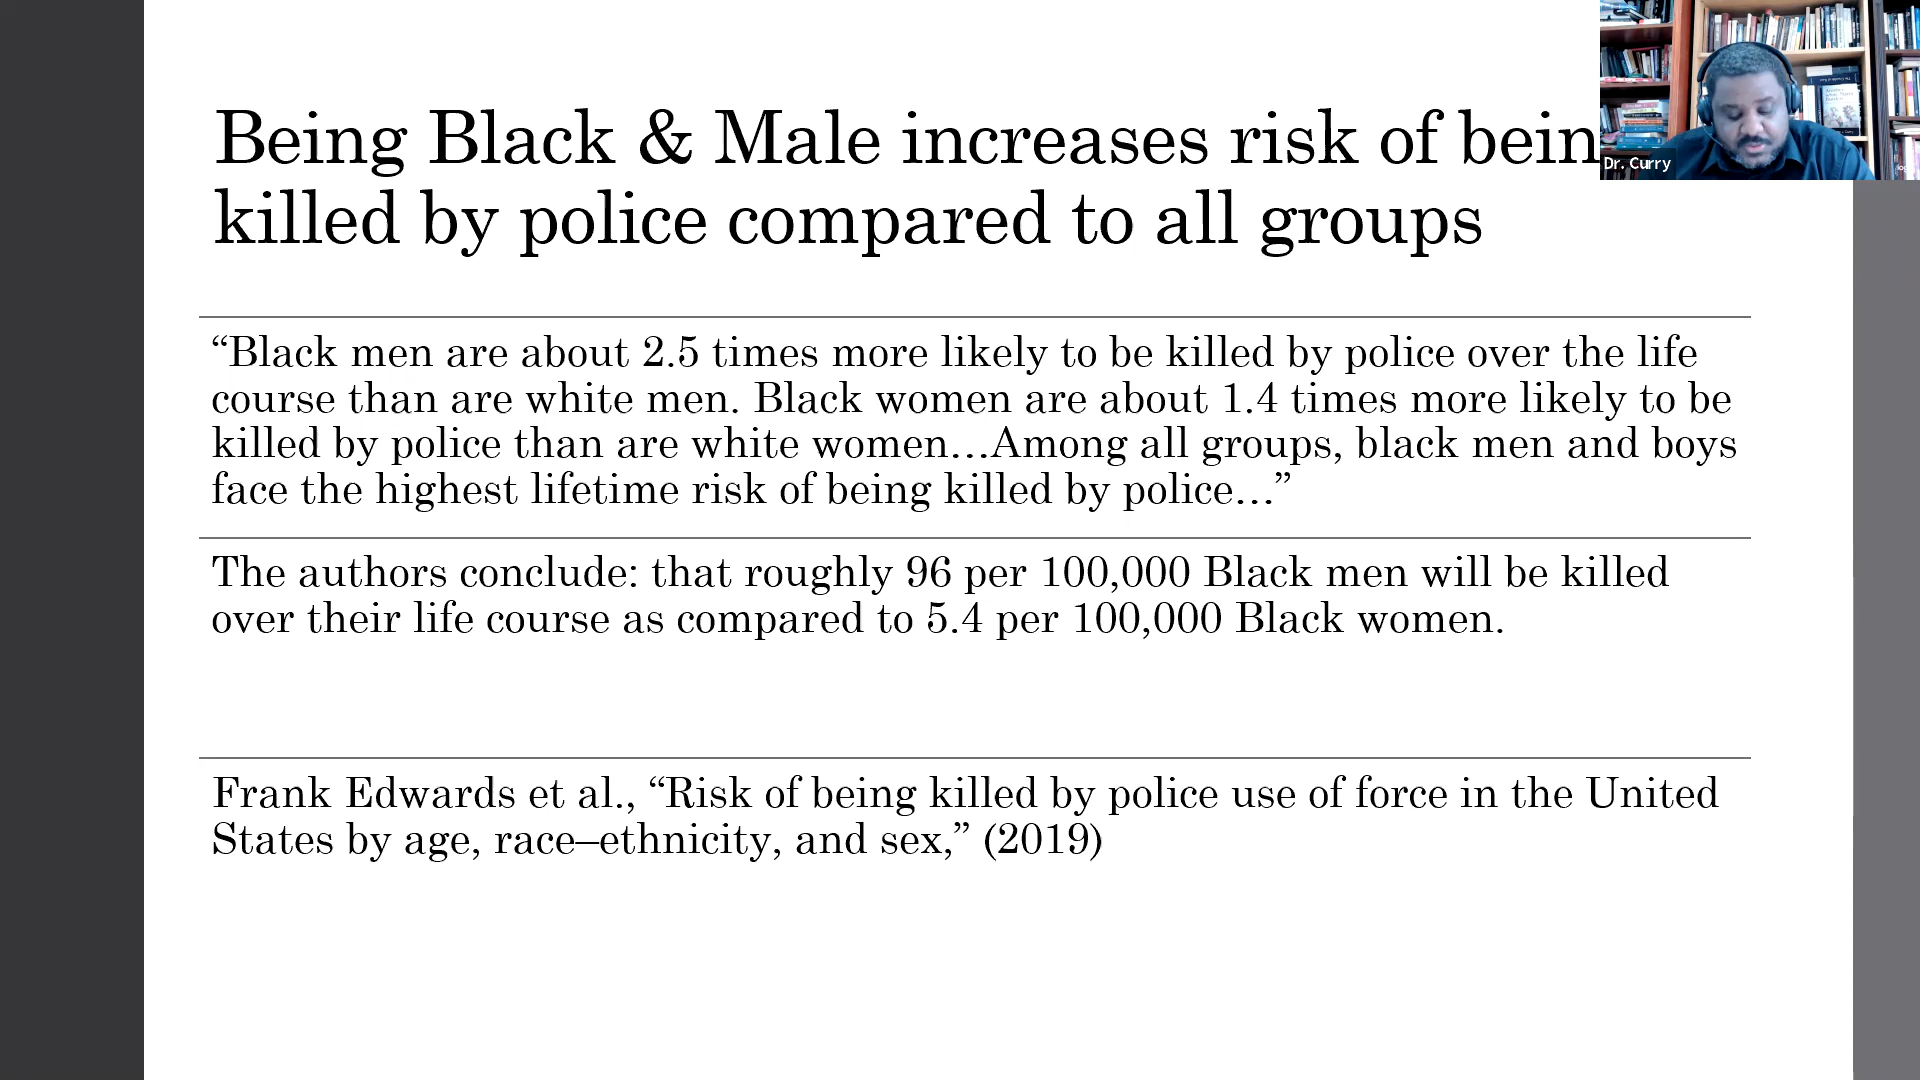 Being Black & Male increases risk of bein
killed by police compared to all groups
Dr. Curry
“Black men are about 2.5 times more likely to be killed by police over the life
course than are white men. Black women are about 1.4 times more likely to be
killed by police than are white women…Among all groups, black men and boys
face the highest lifetime risk of being killed by police…”
The authors conclude: that roughly 96 per 100,000 Black men will be killed
over their life course as compared to 5.4 per 100,000 Black women.
Frank Edwards et al., “Risk of being killed by police use of force in the United
States by age, race–ethnicity, and sex,” (2019)